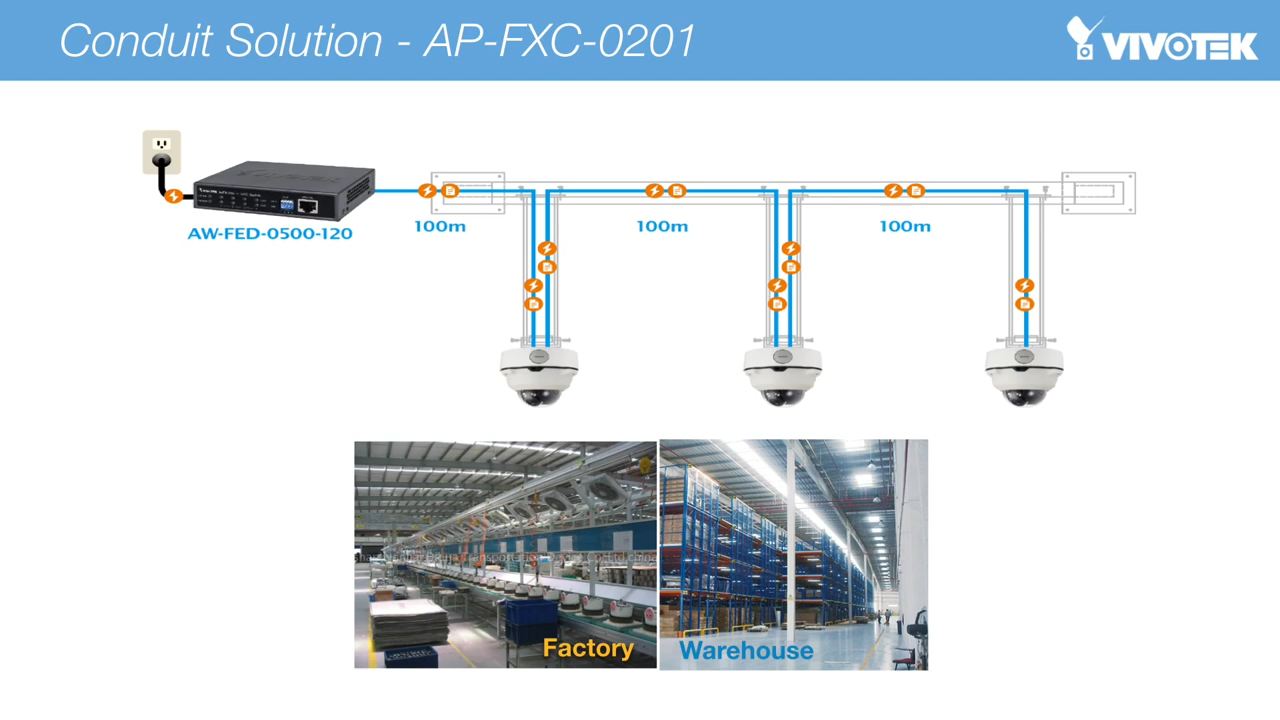 Conduit Solution - AP-FXC-0201
VIVOTEK
AW-FED-0500-120
100m
100m
100m
Factory
Warehouse